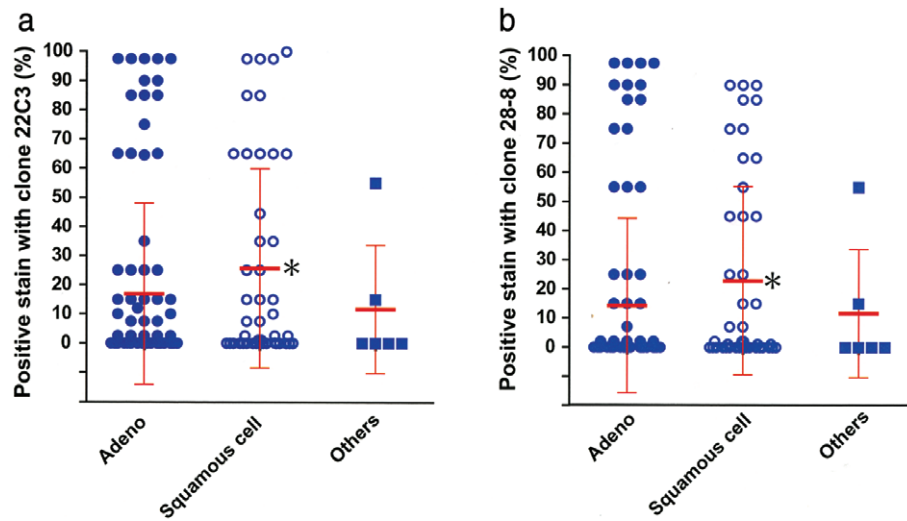 a
Positive stain with clone 22C3 (%)
100
90
80
70
60
50
40
30
20
10
0
*
Adeno
Squamous cell
Others
b
Positive stain with clone 28-8 (%)
100
90
80
70
60
50
40
30
20
10
0
*
Adeno
Squamous cell
Others